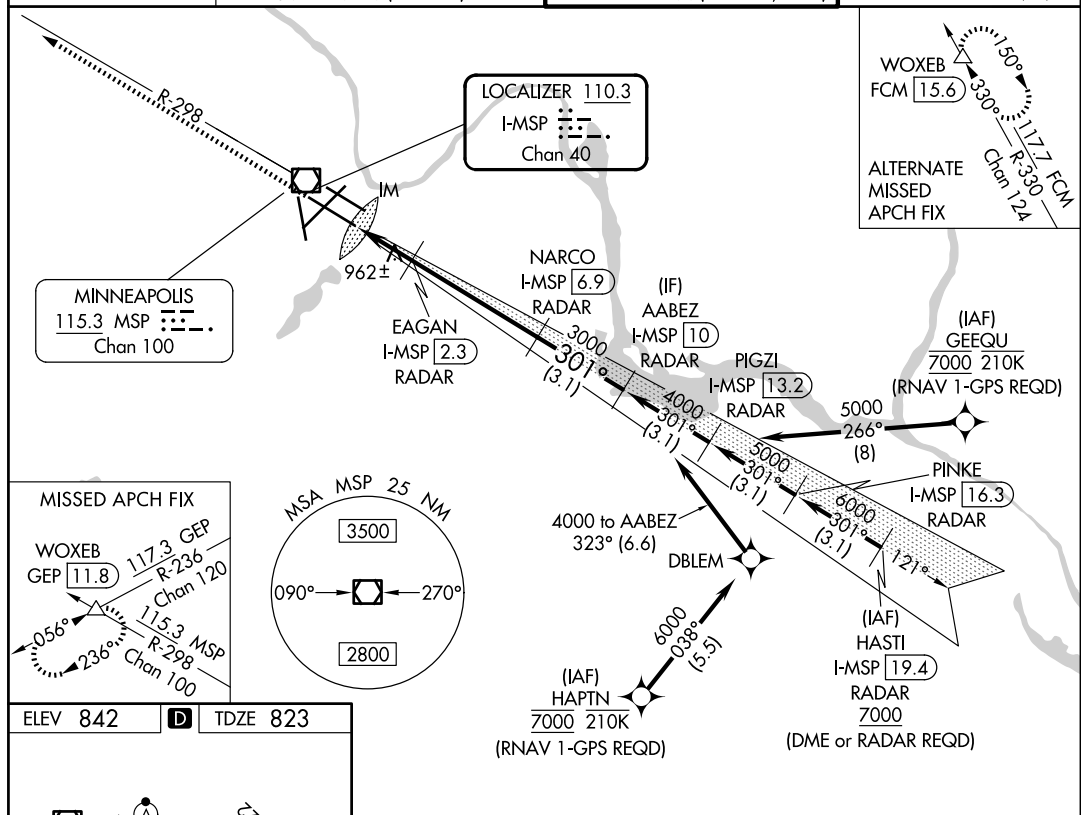 R-298
LOCALIZER 110.3
I-MSP
Chan 40
IM
WOXEB
FCM 15.6
150°
330°
117.7 FCM
R-330
Chan 124
ALTERNATE
MISSED
APCH FIX
962±
MINNEAPOLIS
115.3 MSP
Chan 100
EAGAN
I-MSP 2.3
RADAR
NARCO
I-MSP 6.9
RADAR
(IF)
AABEZ
I-MSP 10
RADAR
PIGZI
I-MSP 13.2
RADAR
(IAF)
GEEQU
7000 210K
(RNAV 1-GPS REQD)
3000
301°
(3.1)
4000
301°
(3.1)
5000
301°
(3.1)
6000
301°
(3.1)
121°
5000
266°
(8)
PINKE
I-MSP 16.3
RADAR
4000 to AABEZ
323° (6.6)
DBLEM
6000
038°
(5.5)
(IAF)
HAPTN
7000 210K
(RNAV 1-GPS REQD)
(IAF)
HASTI
I-MSP 19.4
RADAR
7000
(DME or RADAR REQD)
MISSED APCH FIX
WOXEB
GEP 11.8
117.3 GEP
R-236
Chan 120
056°
236°
115.3 MSP
R-298
Chan 100
MSA MSP 25 NM
3500
090°
270°
2800
ELEV 842
D
TDZE 823